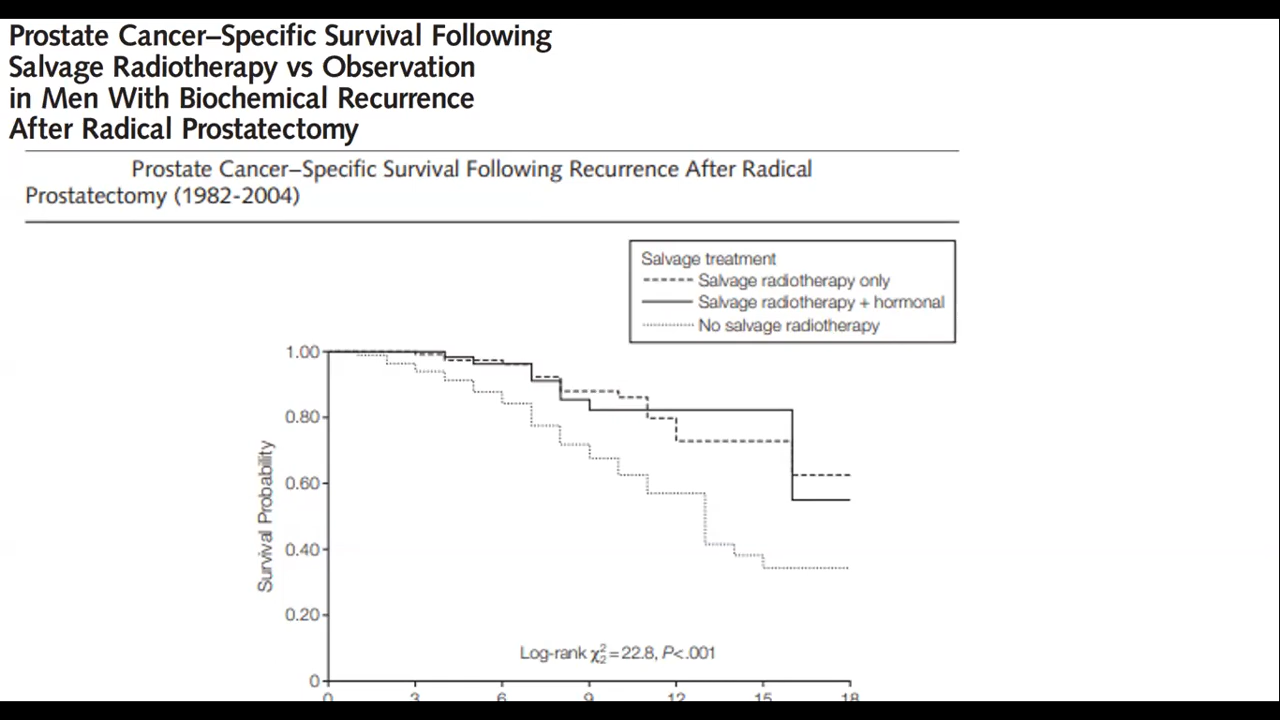 Prostate Cancer–Specific Survival Following
Salvage Radiotherapy vs Observation
in Men With Biochemical Recurrence
After Radical Prostatectomy
Prostate Cancer–Specific Survival Following Recurrence After Radical
Prostatectomy (1982-2004)
Salvage treatment
Salvage radiotherapy only
Salvage radiotherapy + hormonal
No salvage radiotherapy
1.00
0.80
0.60
0.40
0.20
0
Survival Probability
Log-rank χ²₂=22.8, P<.001
0 3 6 9 12 15 18